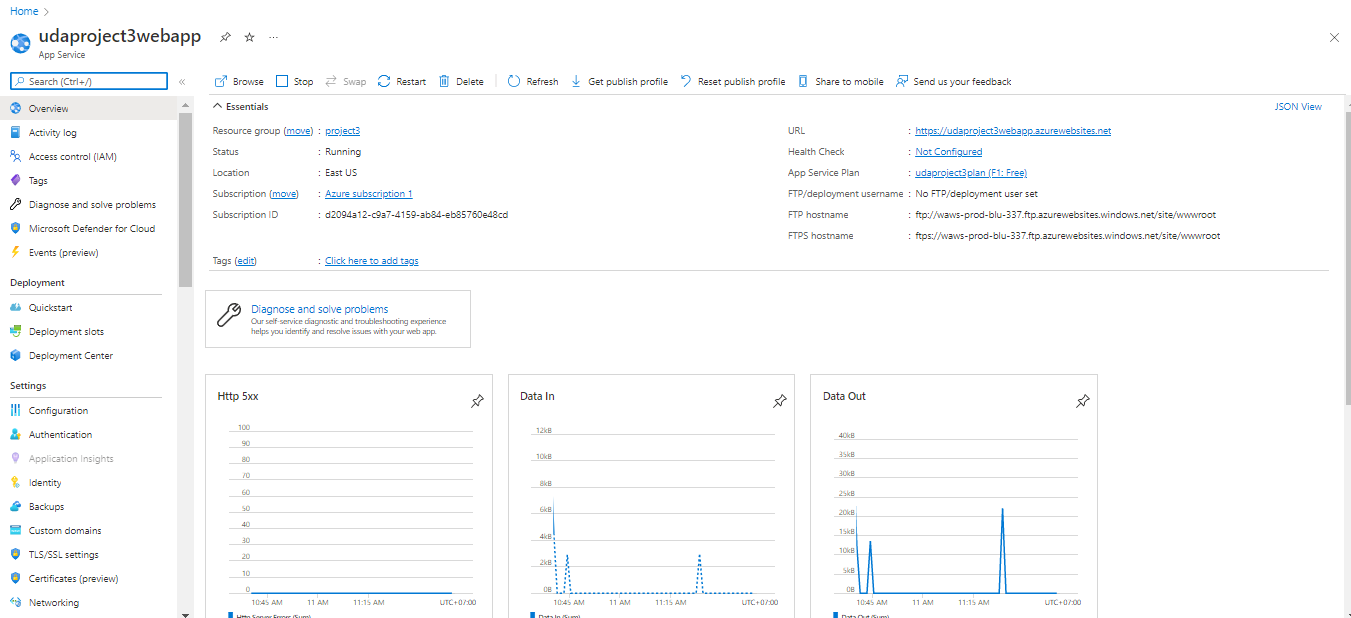 Home
udaproject3webapp
App Service
Search (Ctrl+/)
Overview
Activity log
Access control (IAM)
Tags
Diagnose and solve problems
Microsoft Defender for Cloud
Events (preview)
Deployment
Quickstart
Deployment slots
Deployment Center
Settings
Configuration
Authentication
Application Insights
Identity
Backups
Custom domains
TLS/SSL settings
Certificates (preview)
Networking
Browse Stop Swap Restart Delete Refresh Get publish profile Reset publish profile Share to mobile Send us your feedback
Essentials
JSON View
Resource group (move) : project3
Status : Running
Location : East US
Subscription (move) : Azure subscription 1
Subscription ID : d2094a12-c9a7-4159-ab84-eb85760e48cd
URL : https://udaproject3webapp.azurewebsites.net
Health Check : Not Configured
App Service Plan : udaproject3plan (F1: Free)
FTP/deployment username : No FTP/deployment user set
FTP hostname : ftp://waws-prod-blu-337.ftp.azurewebsites.windows.net/site/wwwroot
FTPS hostname : ftps://waws-prod-blu-337.ftp.azurewebsites.windows.net/site/wwwroot
Tags (edit) : Click here to add tags
Diagnose and solve problems
Our self-service diagnostic and troubleshooting experience
helps you identify and resolve issues with your web app.
Http 5xx
100
90
80
70
60
50
40
30
20
10
0
10:45 AM 11 AM 11:15 AM UTC+07:00
Http Server Errors (Sum)
Data In
12kB
10kB
8kB
6kB
4kB
2kB
0B
10:45 AM 11 AM 11:15 AM UTC+07:00
Data In (Sum)
Data Out
40kB
35kB
30kB
25kB
20kB
15kB
10kB
5kB
0B
10:45 AM 11 AM 11:15 AM UTC+07:00
Data Out (Sum)